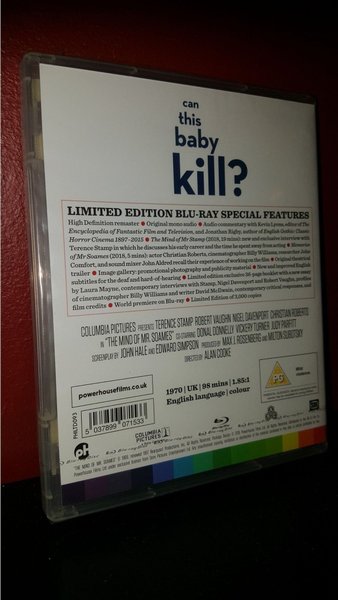 can
this
baby
kill?
LIMITED EDITION BLU-RAY SPECIAL FEATURES
High Definition remaster ● Original mono audio ● Audio commentary with Kevin Lyons, editor of The
Encyclopedia of Fantastic Film and Television, and Jonathan Rigby, author of English Gothic: Classic
Horror Cinema 1897–2015 ● The Mind of Mr Stamp (2018, 19 mins): new and exclusive interview with
Terence Stamp in which he discusses his early career and the time he spent away from acting ● Memories
of Mr Soames (2018, 5 mins): actor Christian Roberts, cinematographer Billy Williams, researcher John
Comfort, and sound mixer John Aldred recall their experience of working on the film ● Original theatrical
trailer ● Image gallery: promotional photography and publicity material ● New and improved English
subtitles for the deaf and hard-of-hearing ● Limited edition exclusive 36-page booklet with a new essay
by Laura Mayne, contemporary interviews with Stamp, Nigel Davenport and Robert Vaughn, profiles
of cinematographer Billy Williams and writer David McGwain, contemporary critical responses, and
film credits ● World premiere on Blu-ray ● Limited Edition of 3,000 copies
COLUMBIA PICTURES PRESENTS TERENCE STAMP ROBERT VAUGHN NIGEL DAVENPORT CHRISTIAN ROBERTS
IN "THE MIND OF MR. SOAMES" CO-STARRING DONAL DONNELLY VICKERY TURNER JUDY PARFITT
SCREENPLAY BY JOHN HALE AND EDWARD SIMPSON PRODUCED BY MAX J. ROSENBERG AND MILTON SUBOTSKY
DIRECTED BY ALAN COOKE
powerhousefilms.co.uk
1970 | UK | 98 mins | 1.85:1
English language | colour
PG
PHILTD093
5 037899 071533
COLUMBIA
PICTURES